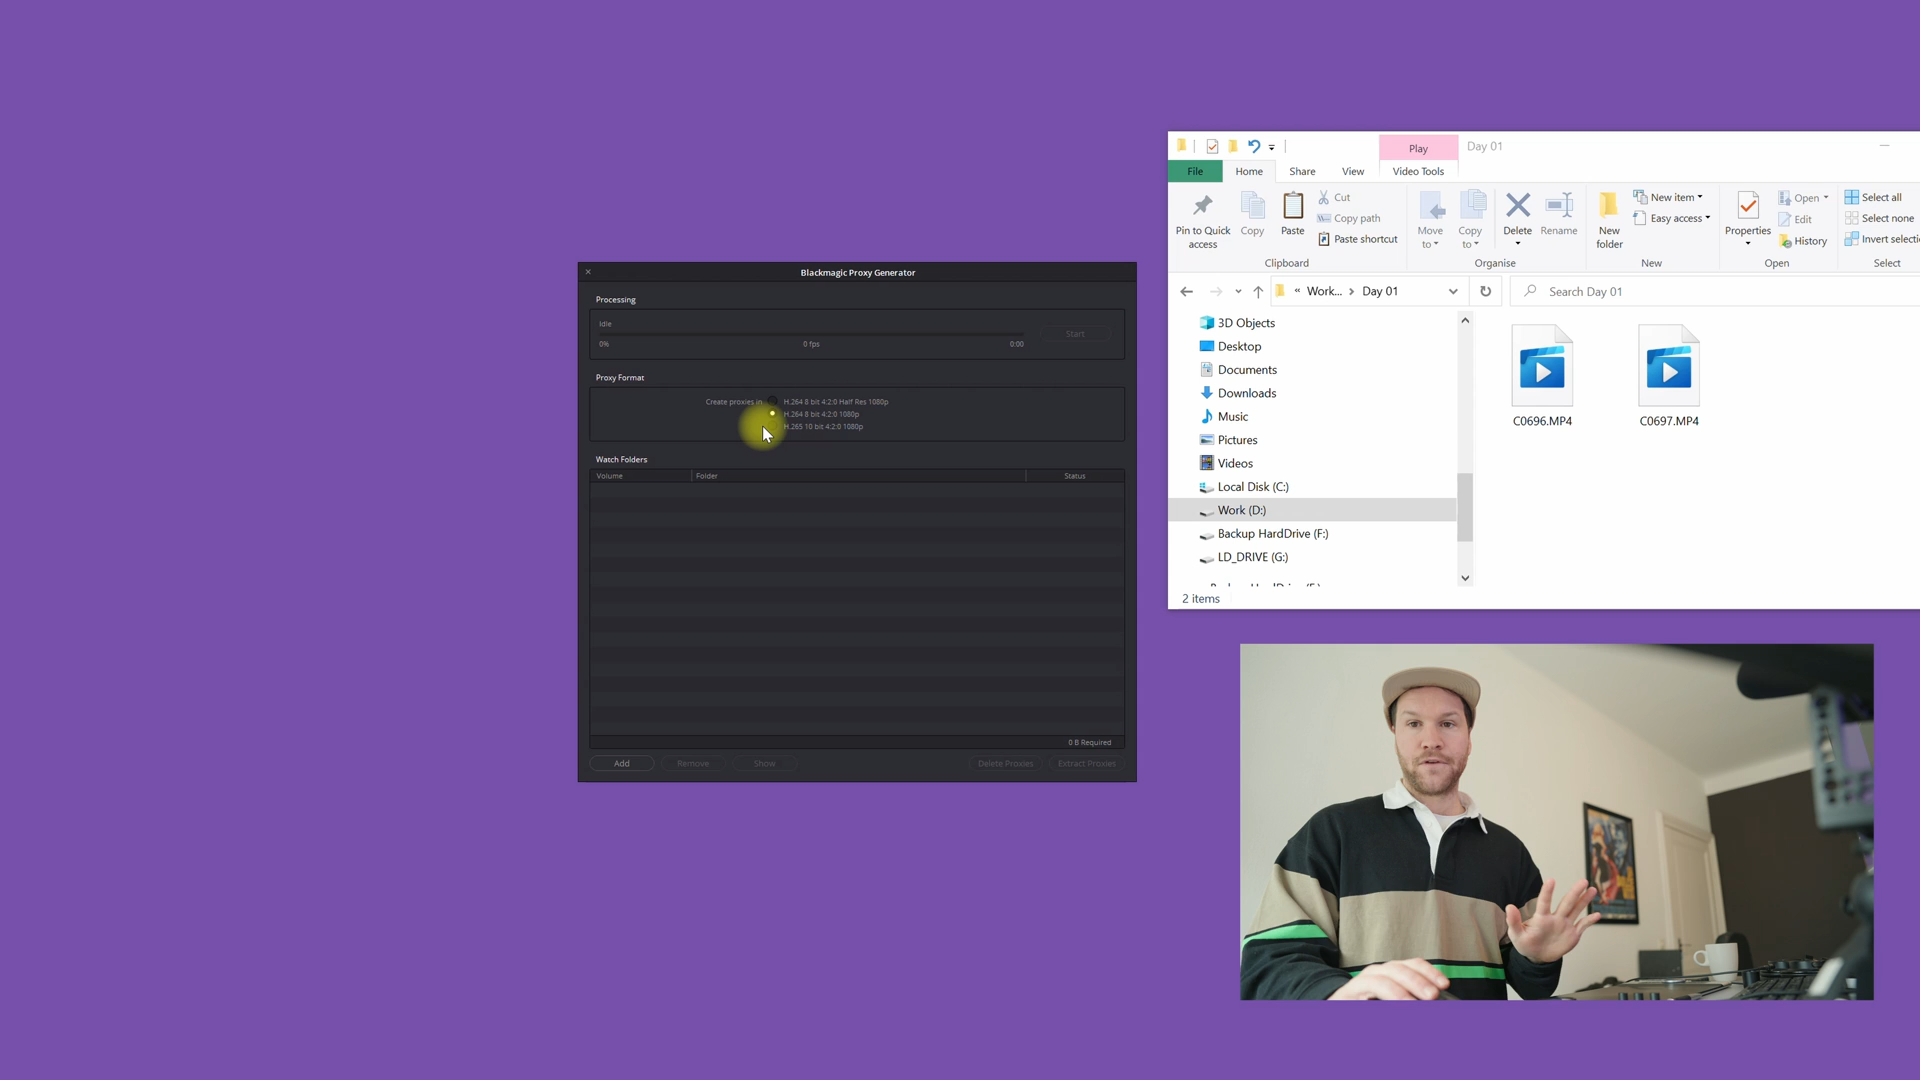 Blackmagic Proxy Generator
Processing
Idle
Start
0%
0 fps
0:00
Proxy Format
Create proxies in
H.264 8 bit 4:2:0 Half Res 1080p
H.264 8 bit 4:2:0 1080p
H.265 10 bit 4:2:0 1080p
Watch Folders
Volume
Folder
Status
0 B Required
Add
Remove
Show
Delete Proxies
Extract Proxies
Play
Day 01
File
Home
Share
View
Video Tools
Pin to Quick
access
Copy
Paste
Cut
Copy path
Paste shortcut
Clipboard
Move
to
Copy
to
Delete
Rename
Organise
New
folder
New item
Easy access
New
Properties
Open
Edit
History
Open
Select all
Select none
Invert selecti
Select
« Work... > Day 01
Search Day 01
3D Objects
Desktop
Documents
Downloads
Music
Pictures
Videos
Local Disk (C:)
Work (D:)
Backup HardDrive (F:)
LD_DRIVE (G:)
C0696.MP4
C0697.MP4
2 items